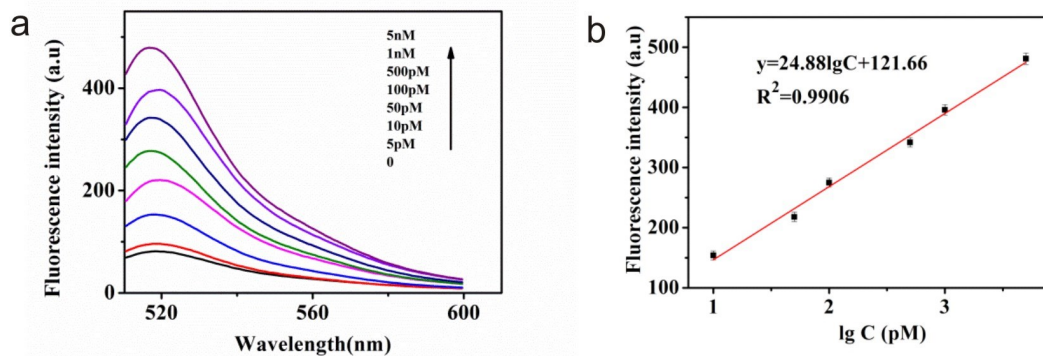 a
Fluorescence intensity (a.u)
400
200
0
520
560
600
Wavelength(nm)
5nM
1nM
500pM
100pM
50pM
10pM
5pM
0
b
Fluorescence intensity (a.u)
500
400
300
200
100
1
2
3
lg C (pM)
y=24.88lgC+121.66
R²=0.9906